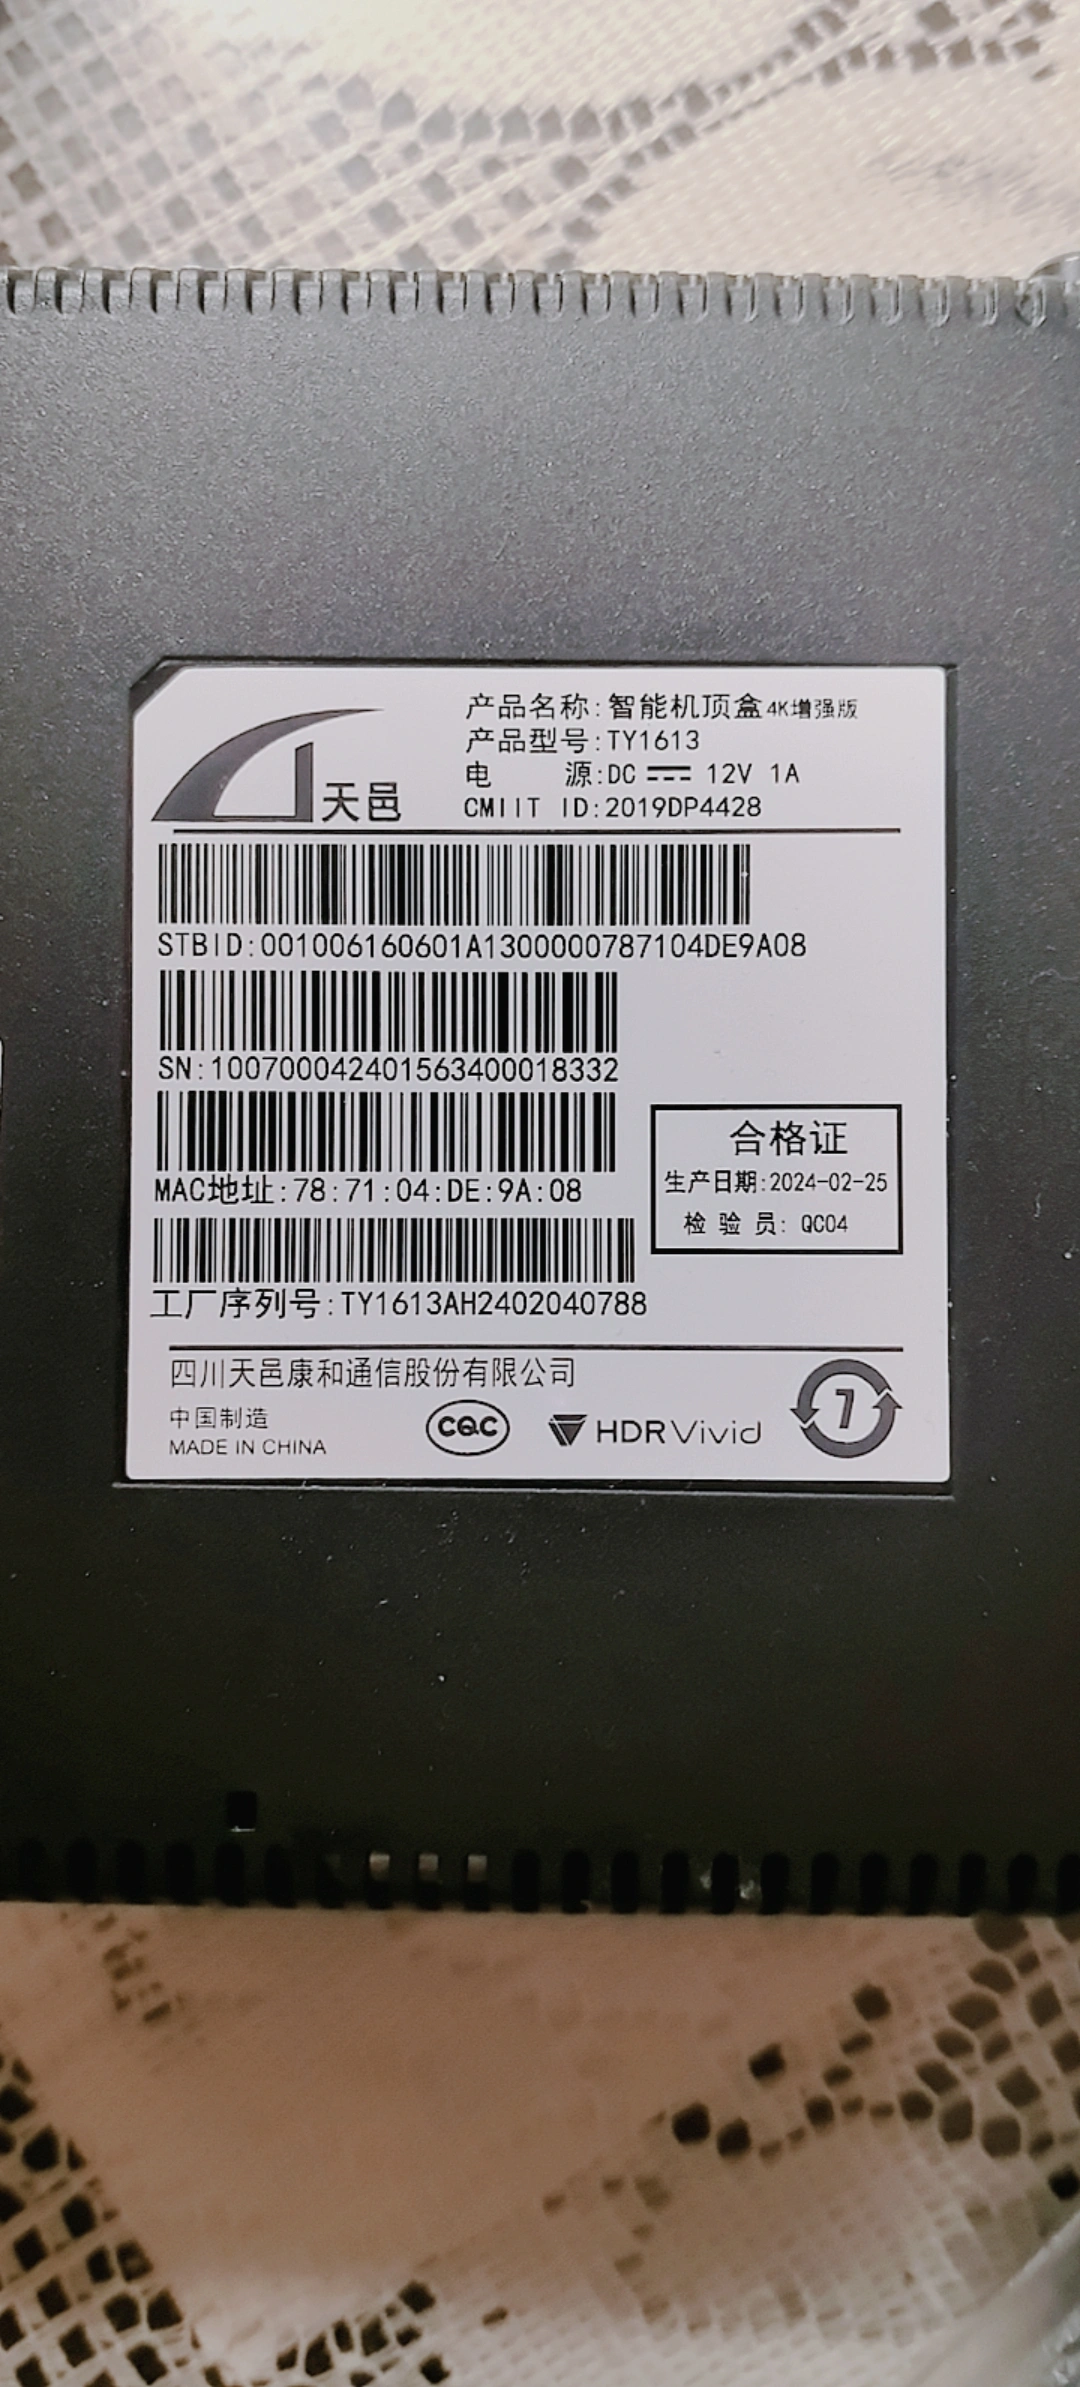 天邑
产品名称:智能机顶盒4K增强版
产品型号:TY1613
电 源:DC 12V 1A
CMIIT ID:2019DP4428
STBID:001006160601A1300000787104DE9A08
SN:100700042401563400018332
MAC地址:78:71:04:DE:9A:08
合格证
生产日期:2024-02-25
检 验 员: QC04
工厂序列号:TY1613AH2402040788
四川天邑康和通信股份有限公司
中国制造
MADE IN CHINA
CQC
HDR Vivid
7